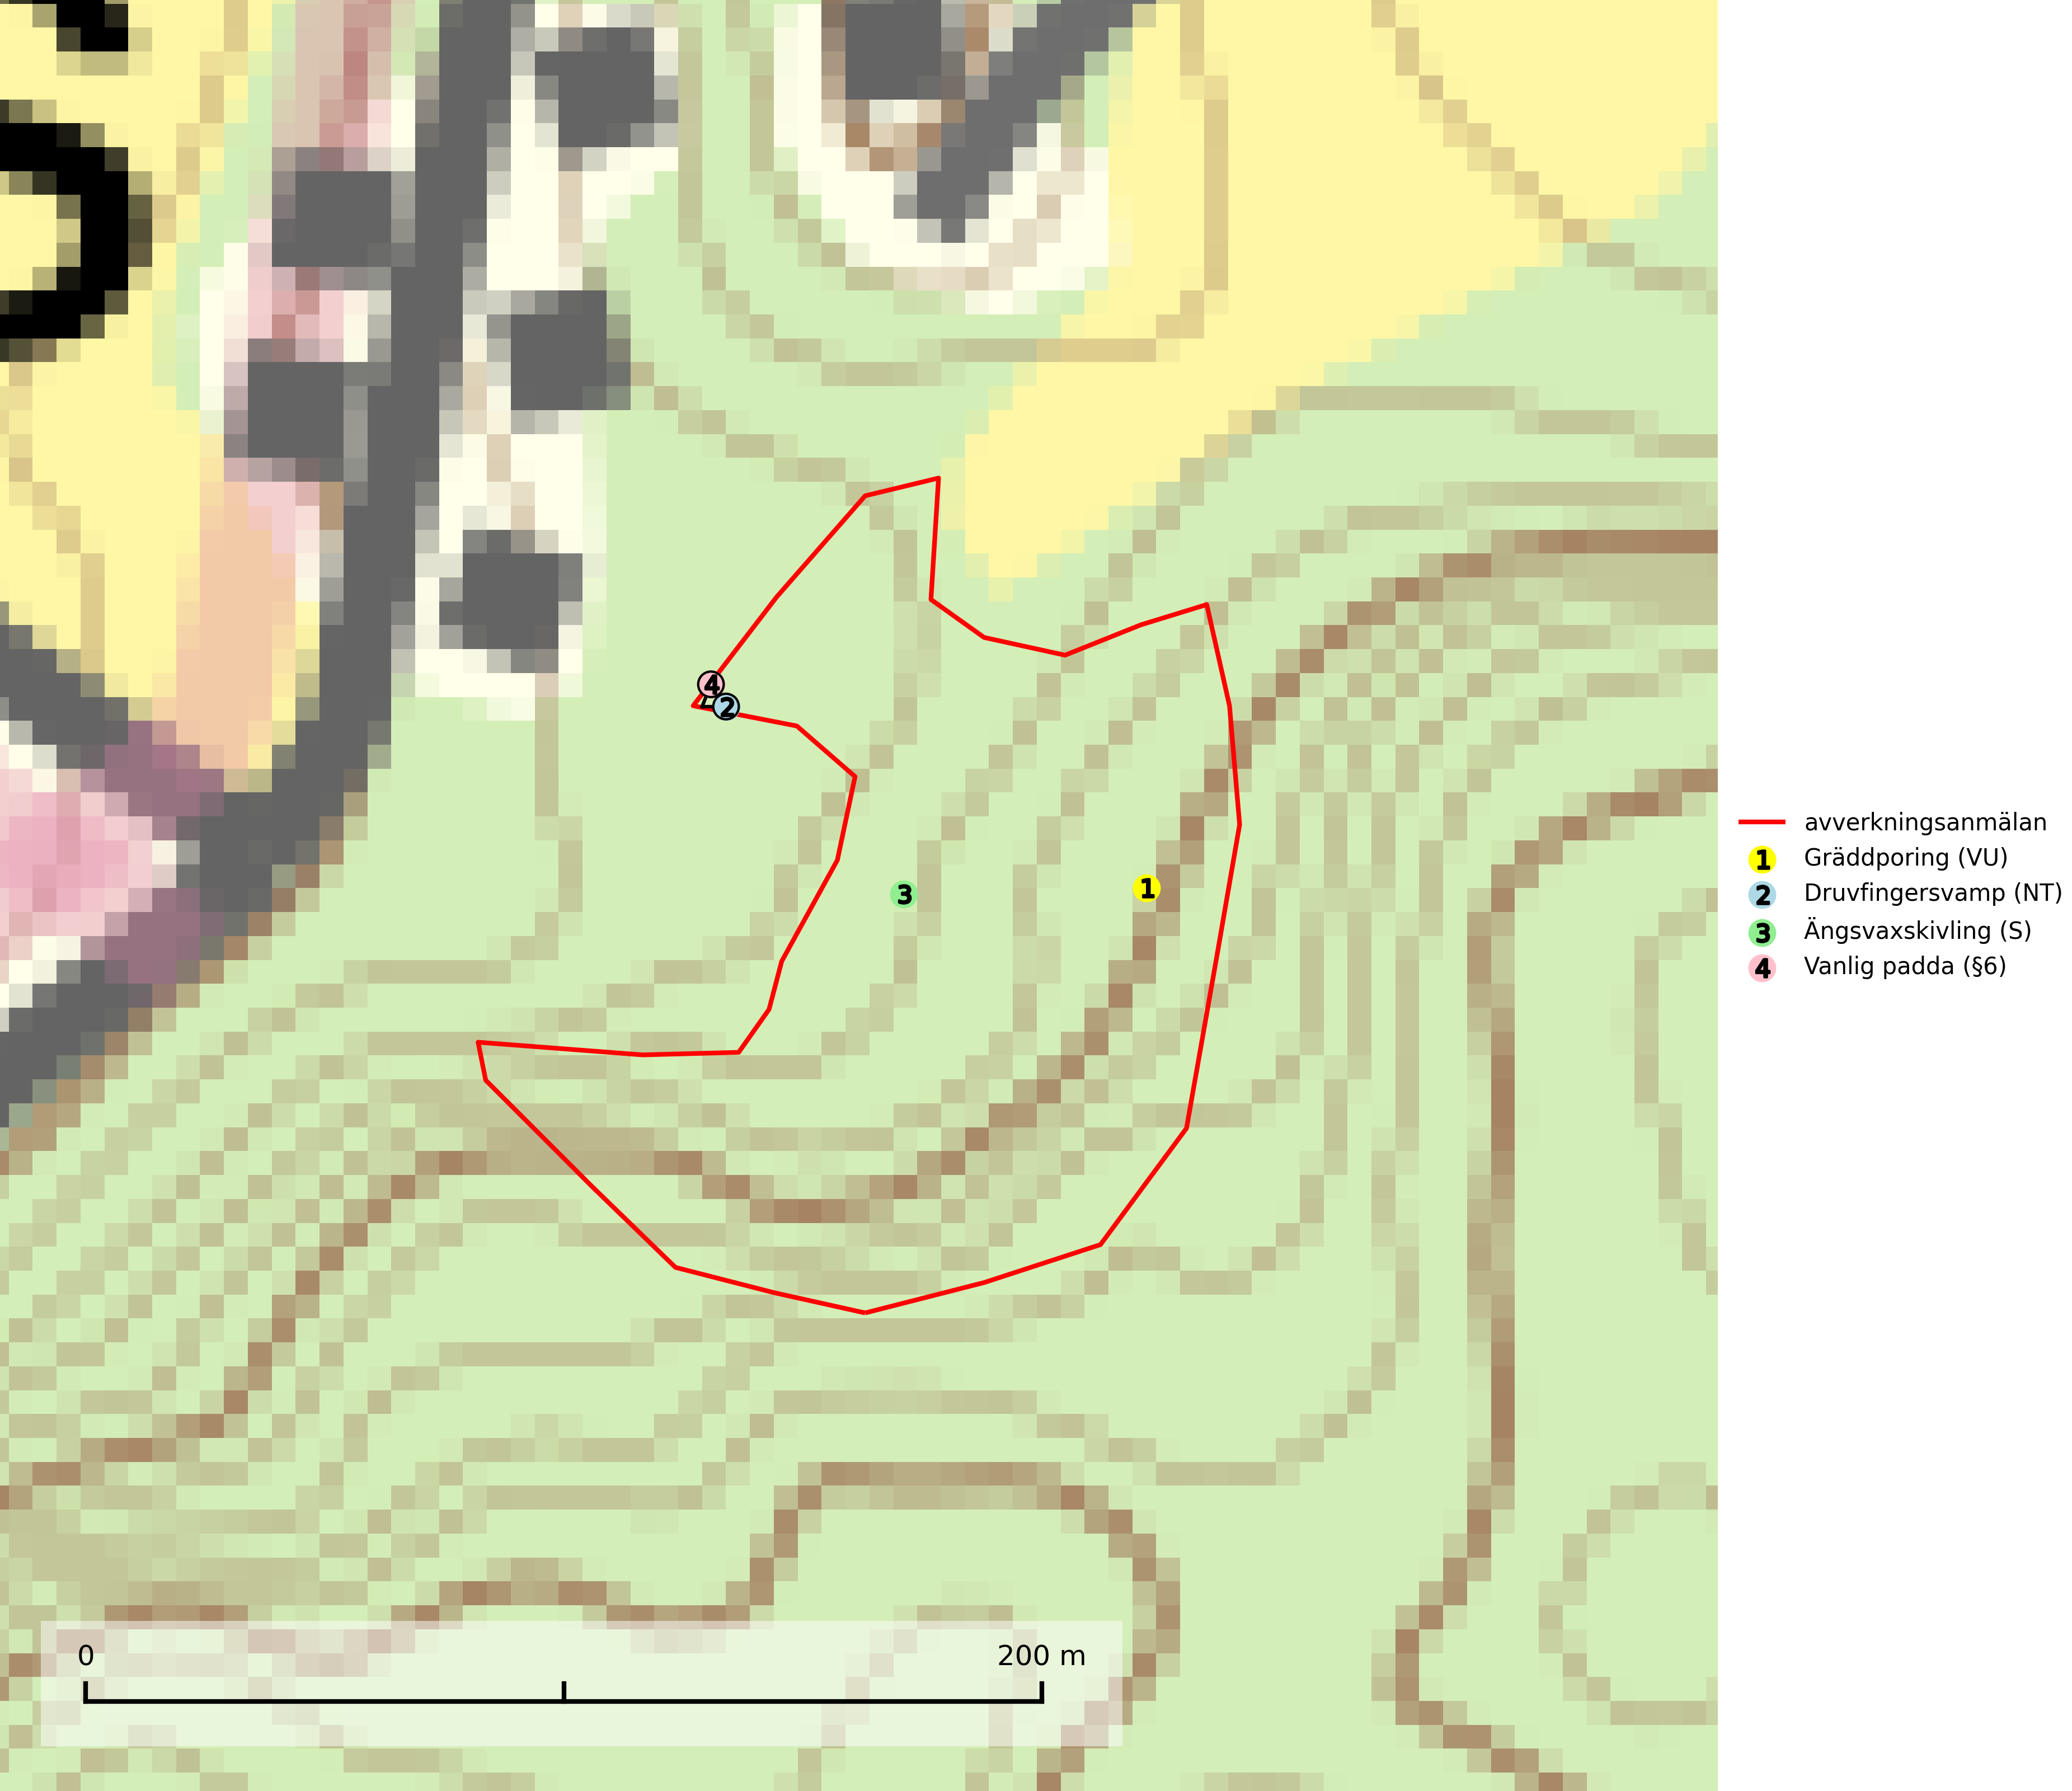 4
2
3
1
avverkningsanmälan
1 Gräddporing (VU)
2 Druvfingersvamp (NT)
3 Ängsvaxskivling (S)
4 Vanlig padda (§6)
0 200 m